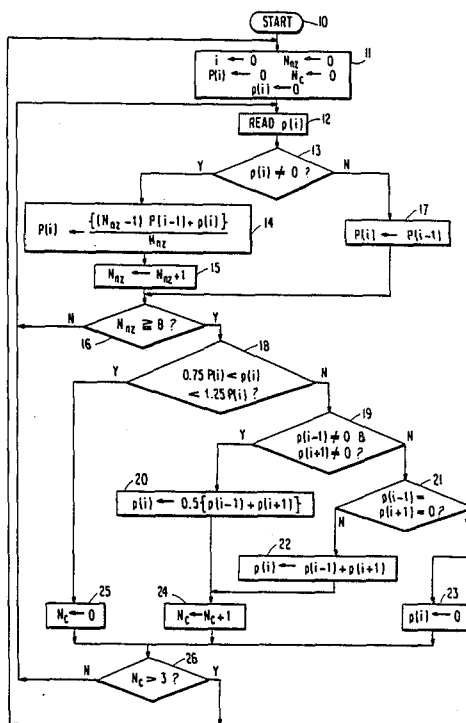 START 10
i ← 0 N_nz ← 0 11
P(i) ← 0 N_c ← 0
p(i) ← 0
READ p(i) 12
13
Y p(i) ≠ 0 ? N
P(i) ← {(N_nz-1) P(i-1)+p(i)} / N_nz 14
17
P(i) ← P(i-1)
N_nz ← N_nz+1 15
N N_nz ≧ 8 ? Y
16
18
Y 0.75 P(i) < p(i) N
< 1.25 P(i) ?
19
Y p(i-1) ≠ 0 & N
p(i+1) ≠ 0 ?
20
p(i) ← 0.5{p(i-1)+p(i+1)}
21
N p(i-1) =
p(i+1) = 0 ?
22
p(i) ← p(i-1)+p(i+1)
25 24 23
N_c ← 0 N_c ← N_c+1 p(i) ← 0
26
N N_c > 3 ? Y